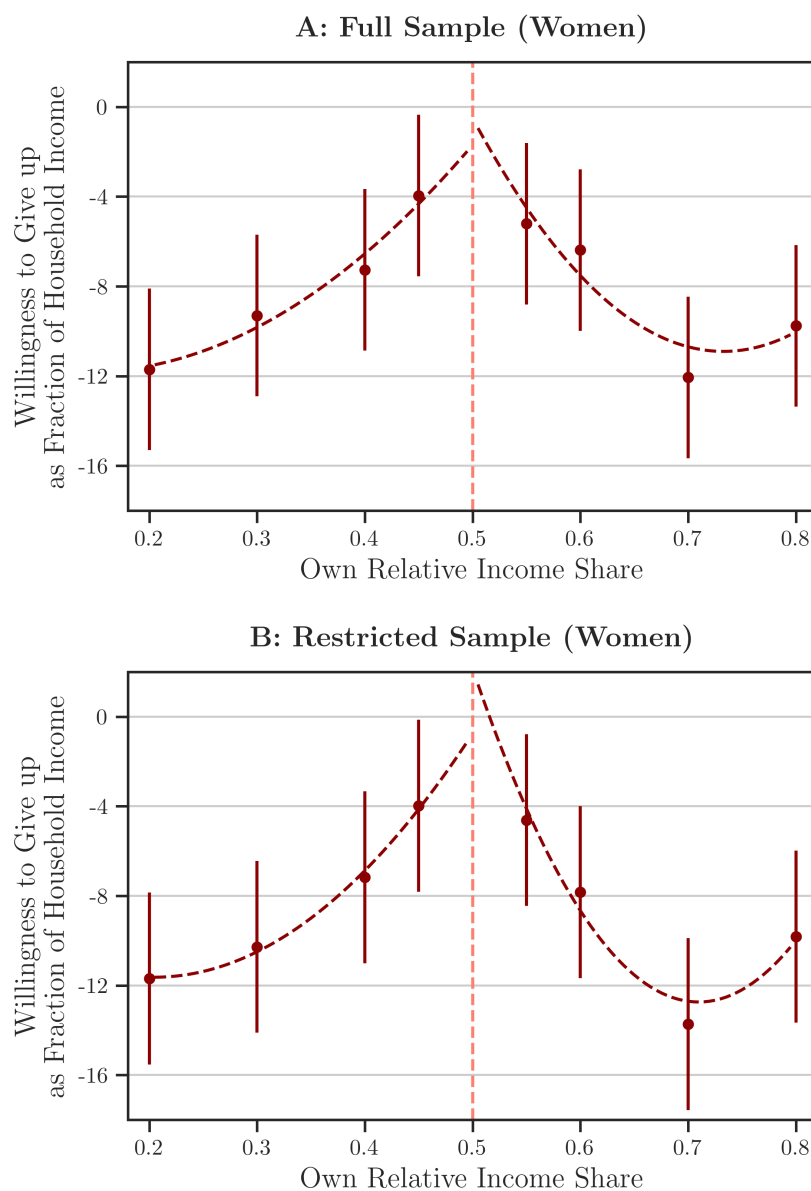 A: Full Sample (Women)
Willingness to Give up
as Fraction of Household Income
0
-4
-8
-12
-16
0.2 0.3 0.4 0.5 0.6 0.7 0.8
Own Relative Income Share
B: Restricted Sample (Women)
Willingness to Give up
as Fraction of Household Income
0
-4
-8
-12
-16
0.2 0.3 0.4 0.5 0.6 0.7 0.8
Own Relative Income Share